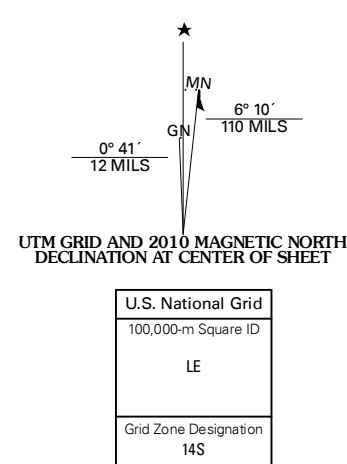 MN
6° 10´
110 MILS
GN
0° 41´
12 MILS
UTM GRID AND 2010 MAGNETIC NORTH
DECLINATION AT CENTER OF SHEET
U.S. National Grid
100,000-m Square ID
LE
Grid Zone Designation
14S